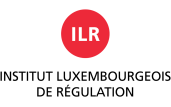 ILR
INSTITUT LUXEMBOURGEOIS
DE RÉGULATION